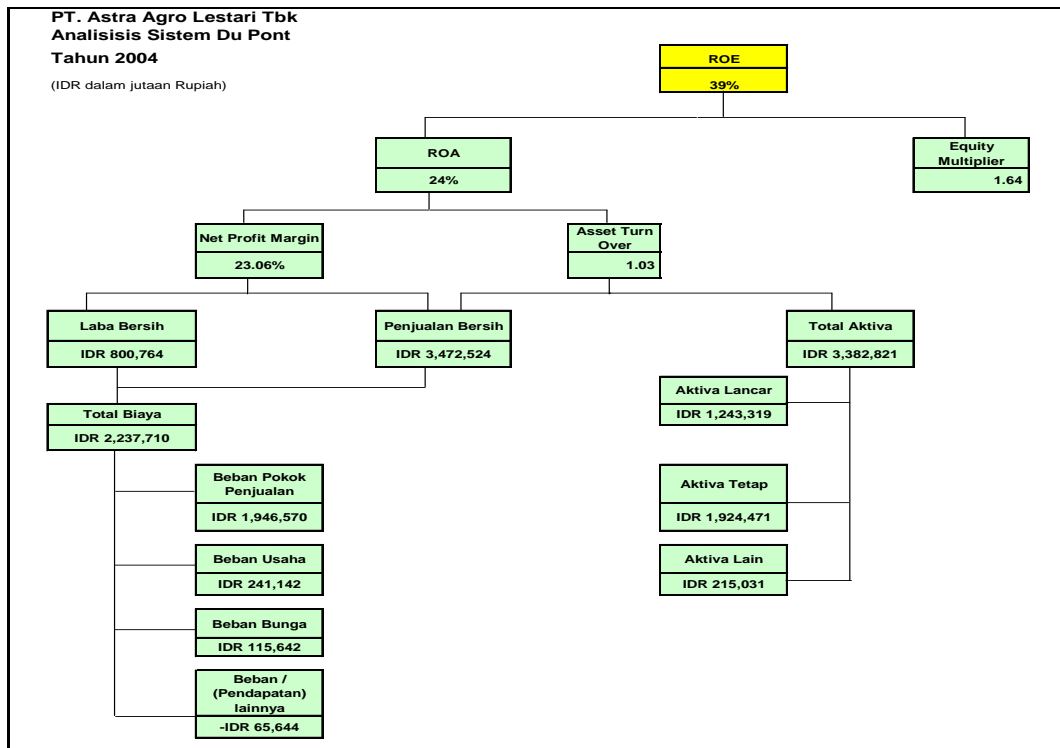 PT. Astra Agro Lestari Tbk
Analisisis Sistem Du Pont
Tahun 2004
(IDR dalam jutaan Rupiah)
ROE
39%
ROA
24%
Equity
Multiplier
1.64
Net Profit Margin
23.06%
Asset Turn
Over
1.03
Laba Bersih
IDR 800,764
Penjualan Bersih
IDR 3,472,524
Total Aktiva
IDR 3,382,821
Total Biaya
IDR 2,237,710
Aktiva Lancar
IDR 1,243,319
Beban Pokok
Penjualan
IDR 1,946,570
Aktiva Tetap
IDR 1,924,471
Beban Usaha
IDR 241,142
Aktiva Lain
IDR 215,031
Beban Bunga
IDR 115,642
Beban /
(Pendapatan)
lainnya
-IDR 65,644